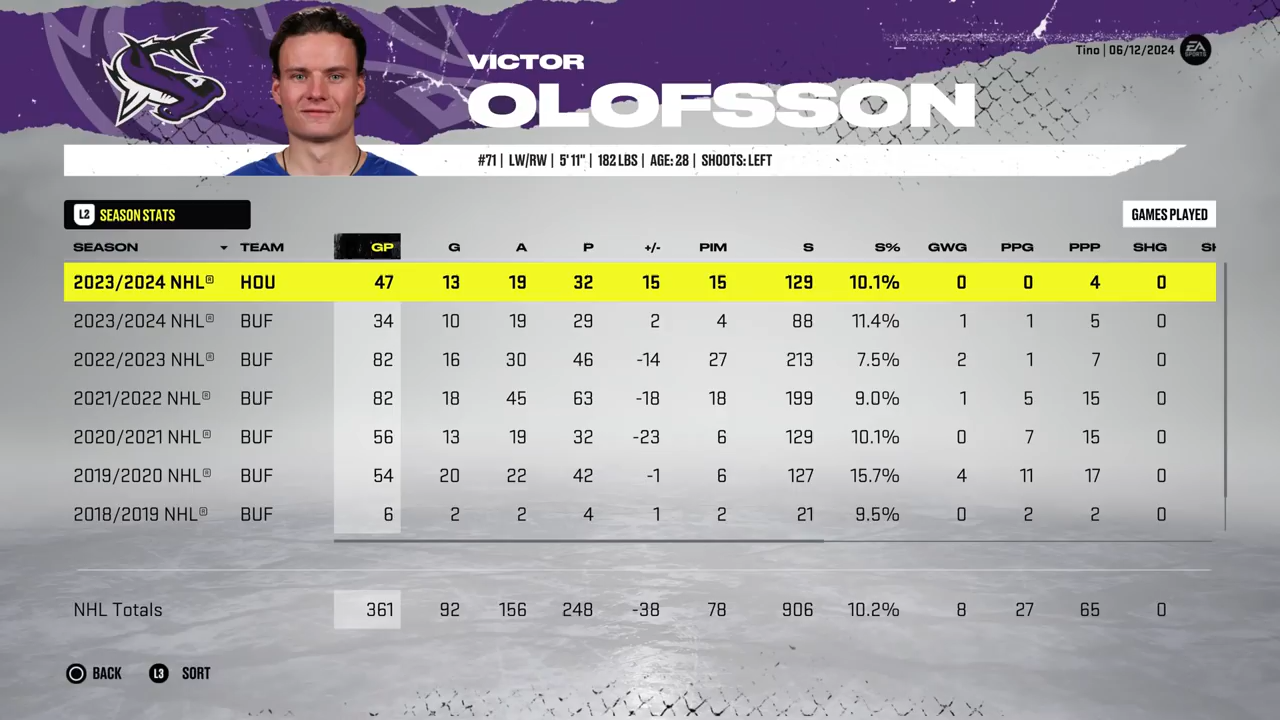 Tino | 06/12/2024 EA SPORTS
VICTOR
OLOFSSON
#71 | LW/RW | 5' 11" | 182 LBS | AGE: 28 | SHOOTS: LEFT
L2 SEASON STATS GAMES PLAYED
SEASON TEAM GP G A P +/- PIM S S% GWG PPG PPP SHG
2023/2024 NHL® HOU 47 13 19 32 15 15 129 10.1% 0 0 4 0
2023/2024 NHL® BUF 34 10 19 29 2 4 88 11.4% 1 1 5 0
2022/2023 NHL® BUF 82 16 30 46 -14 27 213 7.5% 2 1 7 0
2021/2022 NHL® BUF 82 18 45 63 -18 18 199 9.0% 1 5 15 0
2020/2021 NHL® BUF 56 13 19 32 -23 6 129 10.1% 0 7 15 0
2019/2020 NHL® BUF 54 20 22 42 -1 6 127 15.7% 4 11 17 0
2018/2019 NHL® BUF 6 2 2 4 1 2 21 9.5% 0 2 2 0
NHL Totals 361 92 156 248 -38 78 906 10.2% 8 27 65 0
BACK L3 SORT